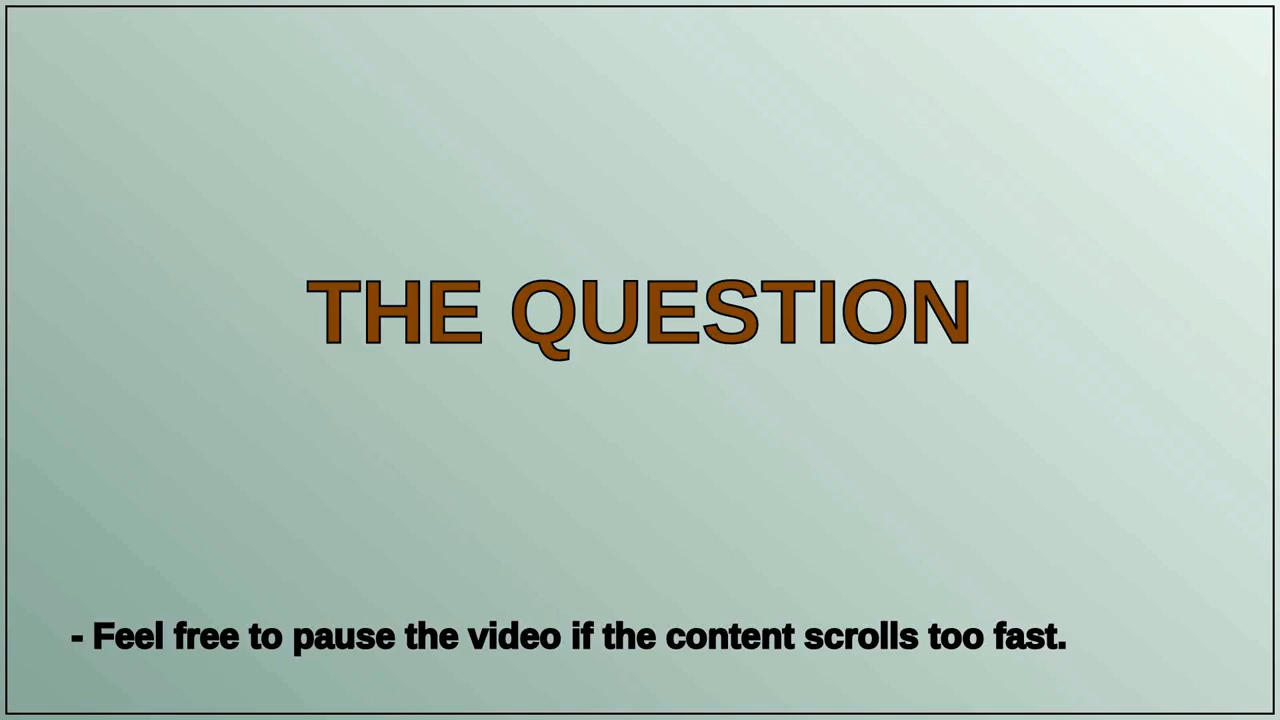 THE QUESTION
- Feel free to pause the video if the content scrolls too fast.